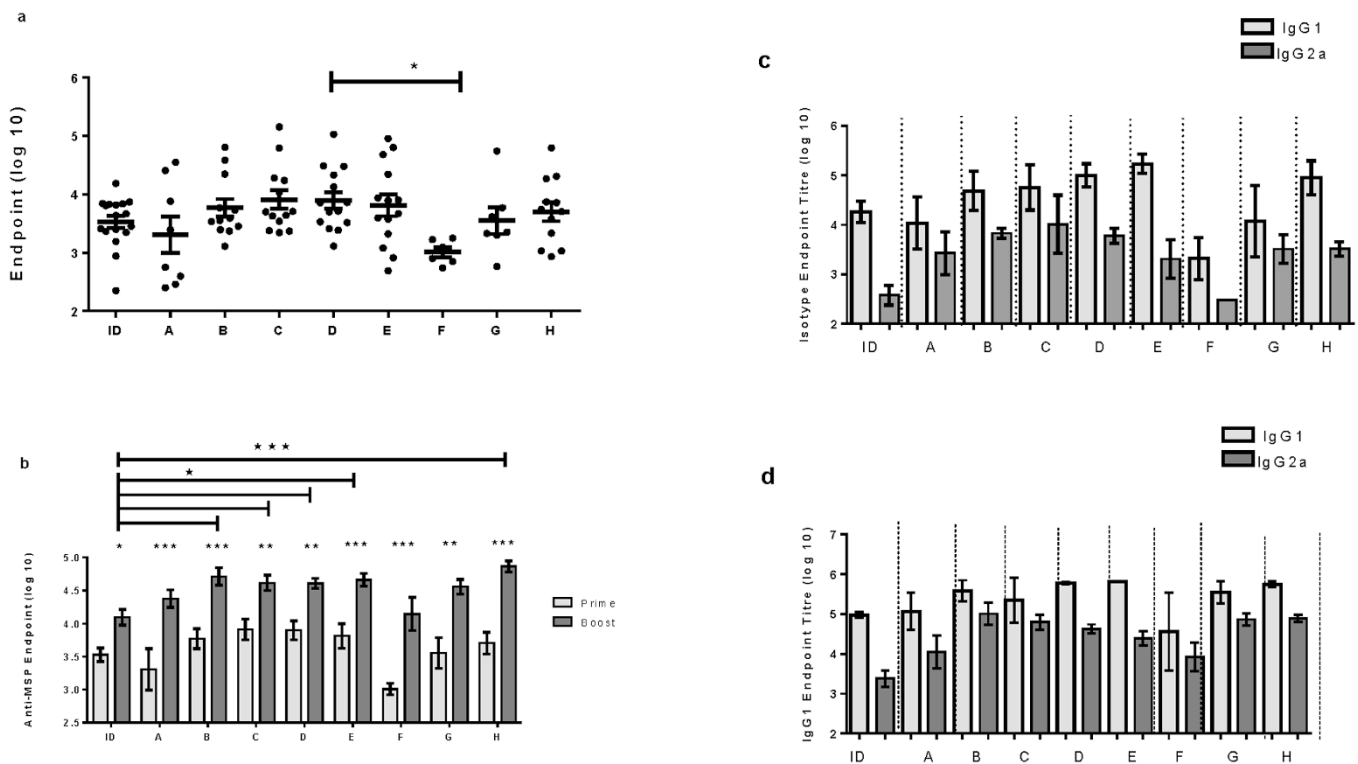 a
*
Endpoint (log 10)
6
5
4
3
2
ID A B C D E F G H
b
***
*
* *** *** ** ** *** *** ** ***
Anti-MSP Endpoint (log 10)
5.0
4.5
4.0
3.5
3.0
2.5
ID A B C D E F G H
Prime
Boost
c
IgG1
IgG2a
Isotype Endpoint Titre (log 10)
6
5
4
3
2
ID A B C D E F G H
d
IgG1
IgG2a
IgG1 Endpoint Titre (log 10)
7
6
5
4
3
2
ID A B C D E F G H